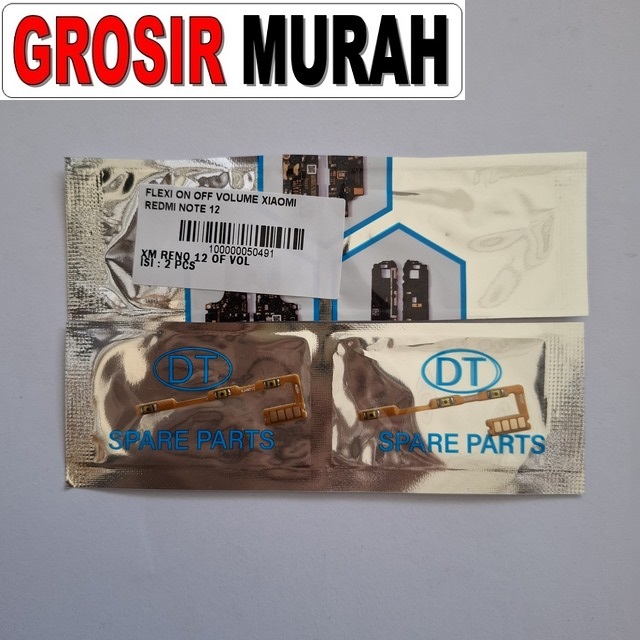 GROSIR MURAH
FLEXI ON OFF VOLUME XIAOMI
REDMI NOTE 12
100000050491
XM RENO 12 OF VOL
ISI : 2 PCS
DT
SPARE PARTS
DT
SPARE PARTS